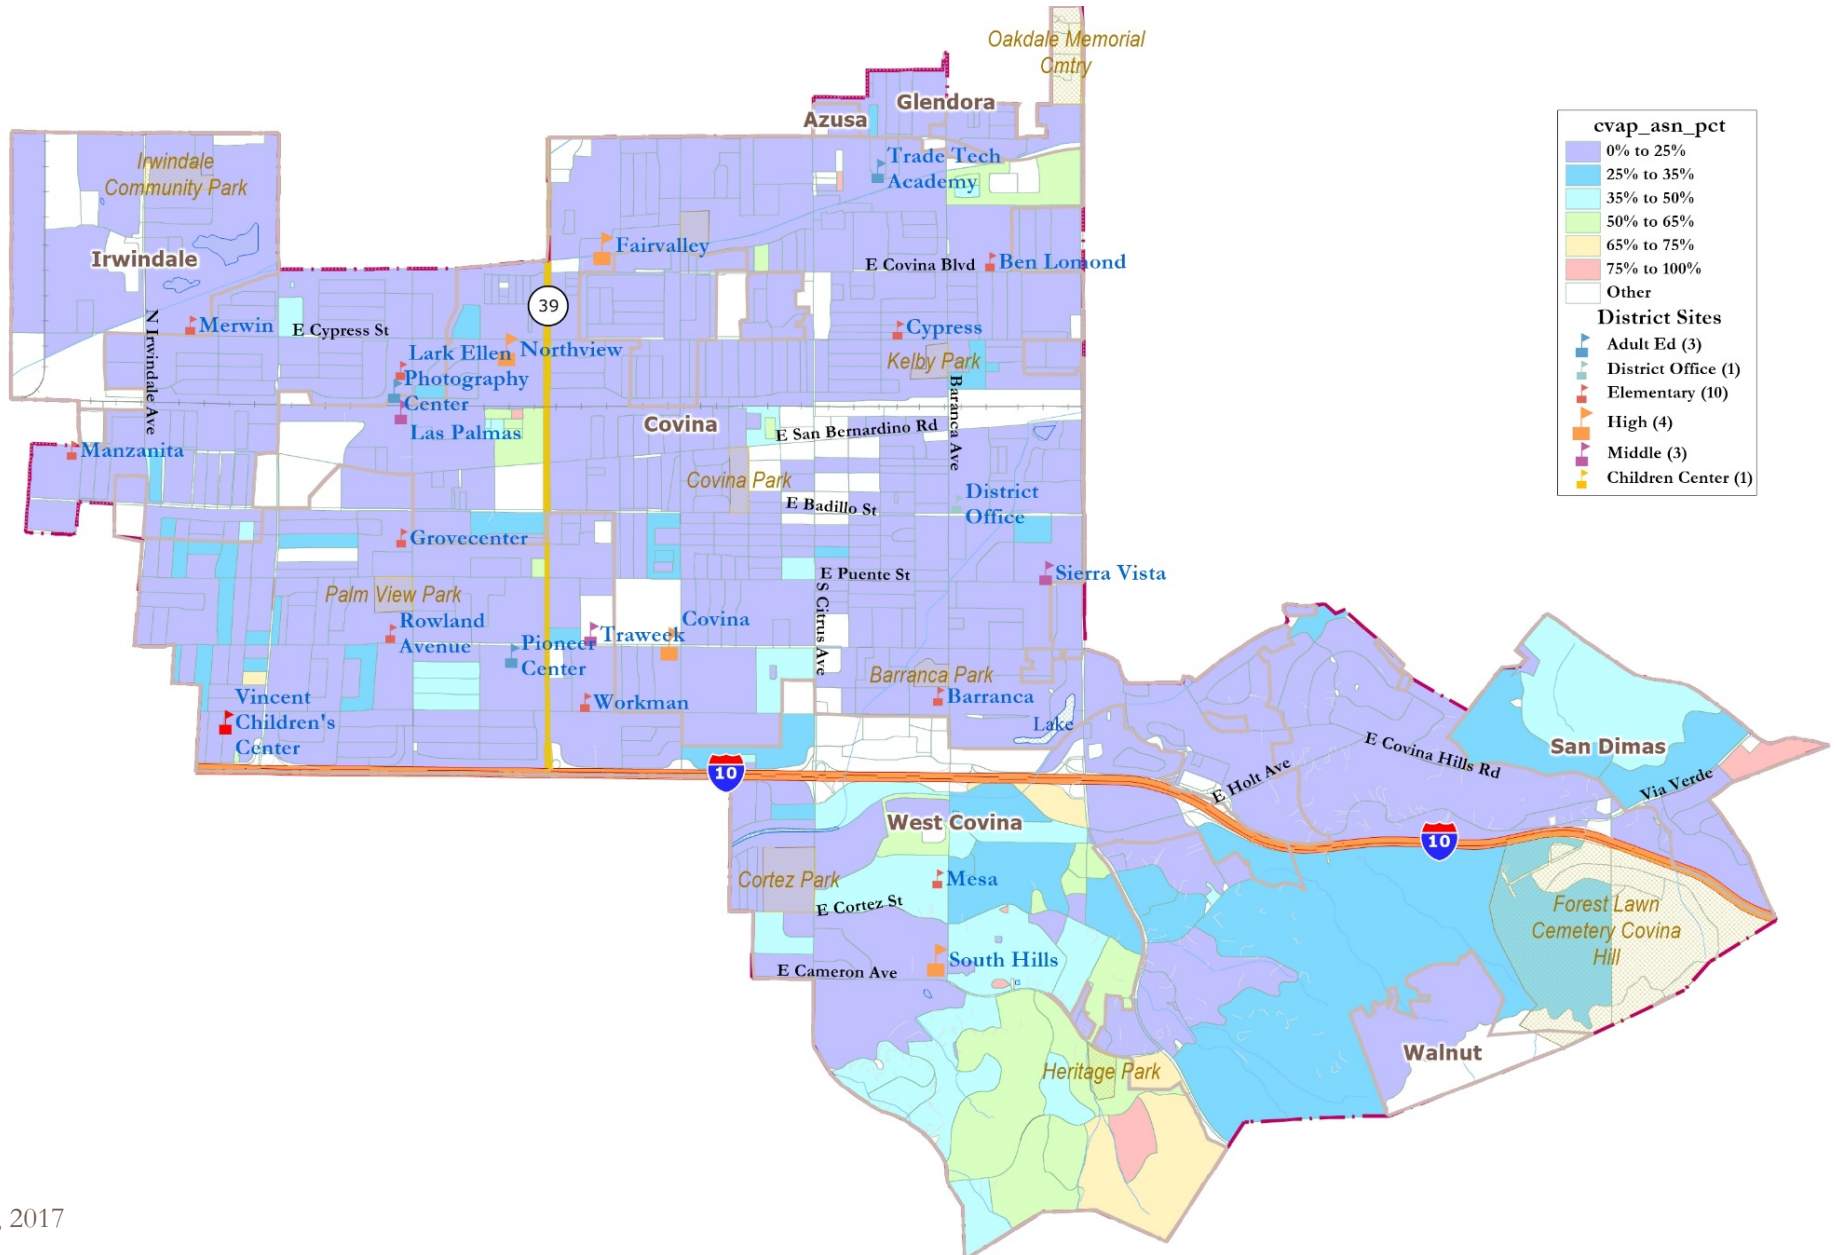 Oakdale Memorial
Cmtry
Glendora
Azusa
Irwindale
Community Park
Trade Tech
Academy
Irwindale
Fairvalley
E Covina Blvd
Ben Lomond
39
Merwin
E Cypress St
N Irwindale Ave
Cypress
Lark Ellen
Northview
Kelby Park
Photography
Center
Baranca Ave
Las Palmas
Covina
E San Bernardino Rd
Manzanita
Covina Park
E Badillo St
District
Office
Grovecenter
E Puente St
Sierra Vista
Palm View Park
S Citrus Ave
Rowland
Avenue
Pioneer
Center
Traweek
Covina
Barranca Park
Vincent
Children's
Center
Workman
Barranca
Lake
10
E Holt Ave
E Covina Hills Rd
San Dimas
Via Verde
West Covina
10
Cortez Park
Mesa
E Cortez St
Forest Lawn
Cemetery Covina
Hill
South Hills
E Cameron Ave
Walnut
Heritage Park
cvap_asn_pct
0% to 25%
25% to 35%
35% to 50%
50% to 65%
65% to 75%
75% to 100%
Other
District Sites
Adult Ed (3)
District Office (1)
Elementary (10)
High (4)
Middle (3)
Children Center (1)
, 2017